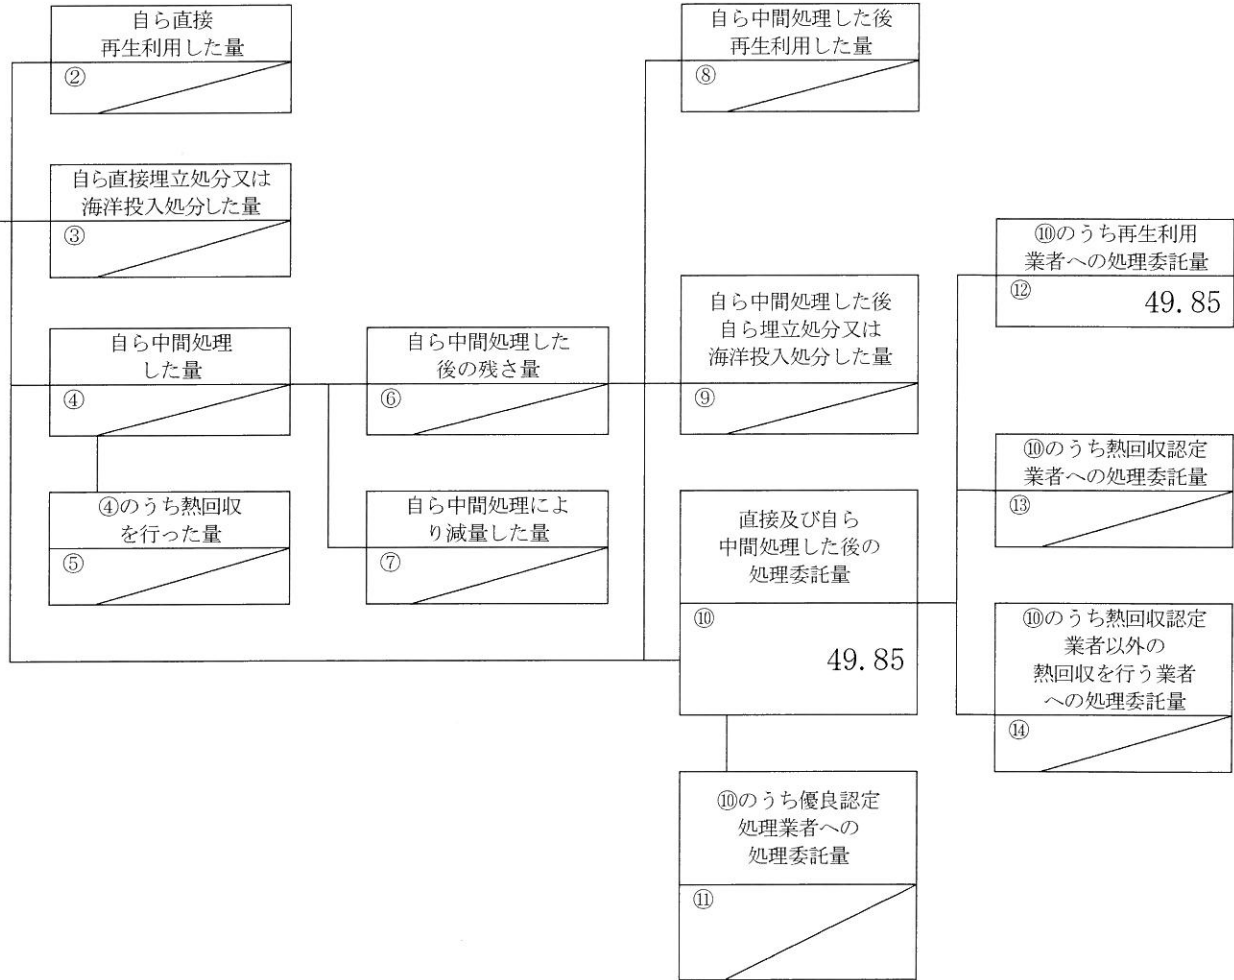 自ら直接
再生利用した量
②
自ら直接埋立処分又は
海洋投入処分した量
③
自ら中間処理
した量
④
④のうち熱回収
を行った量
⑤
自ら中間処理した
後の残さ量
⑥
自ら中間処理によ
り減量した量
⑦
自ら中間処理した後
再生利用した量
⑧
自ら中間処理した後
自ら埋立処分又は
海洋投入処分した量
⑨
直接及び自ら
中間処理した後の
処理委託量
⑩
49.85
⑩のうち優良認定
処理業者への
処理委託量
⑪
⑩のうち再生利用
業者への処理委託量
⑫
49.85
⑩のうち熱回収認定
業者への処理委託量
⑬
⑩のうち熱回収認定
業者以外の
熱回収を行う業者
への処理委託量
⑭